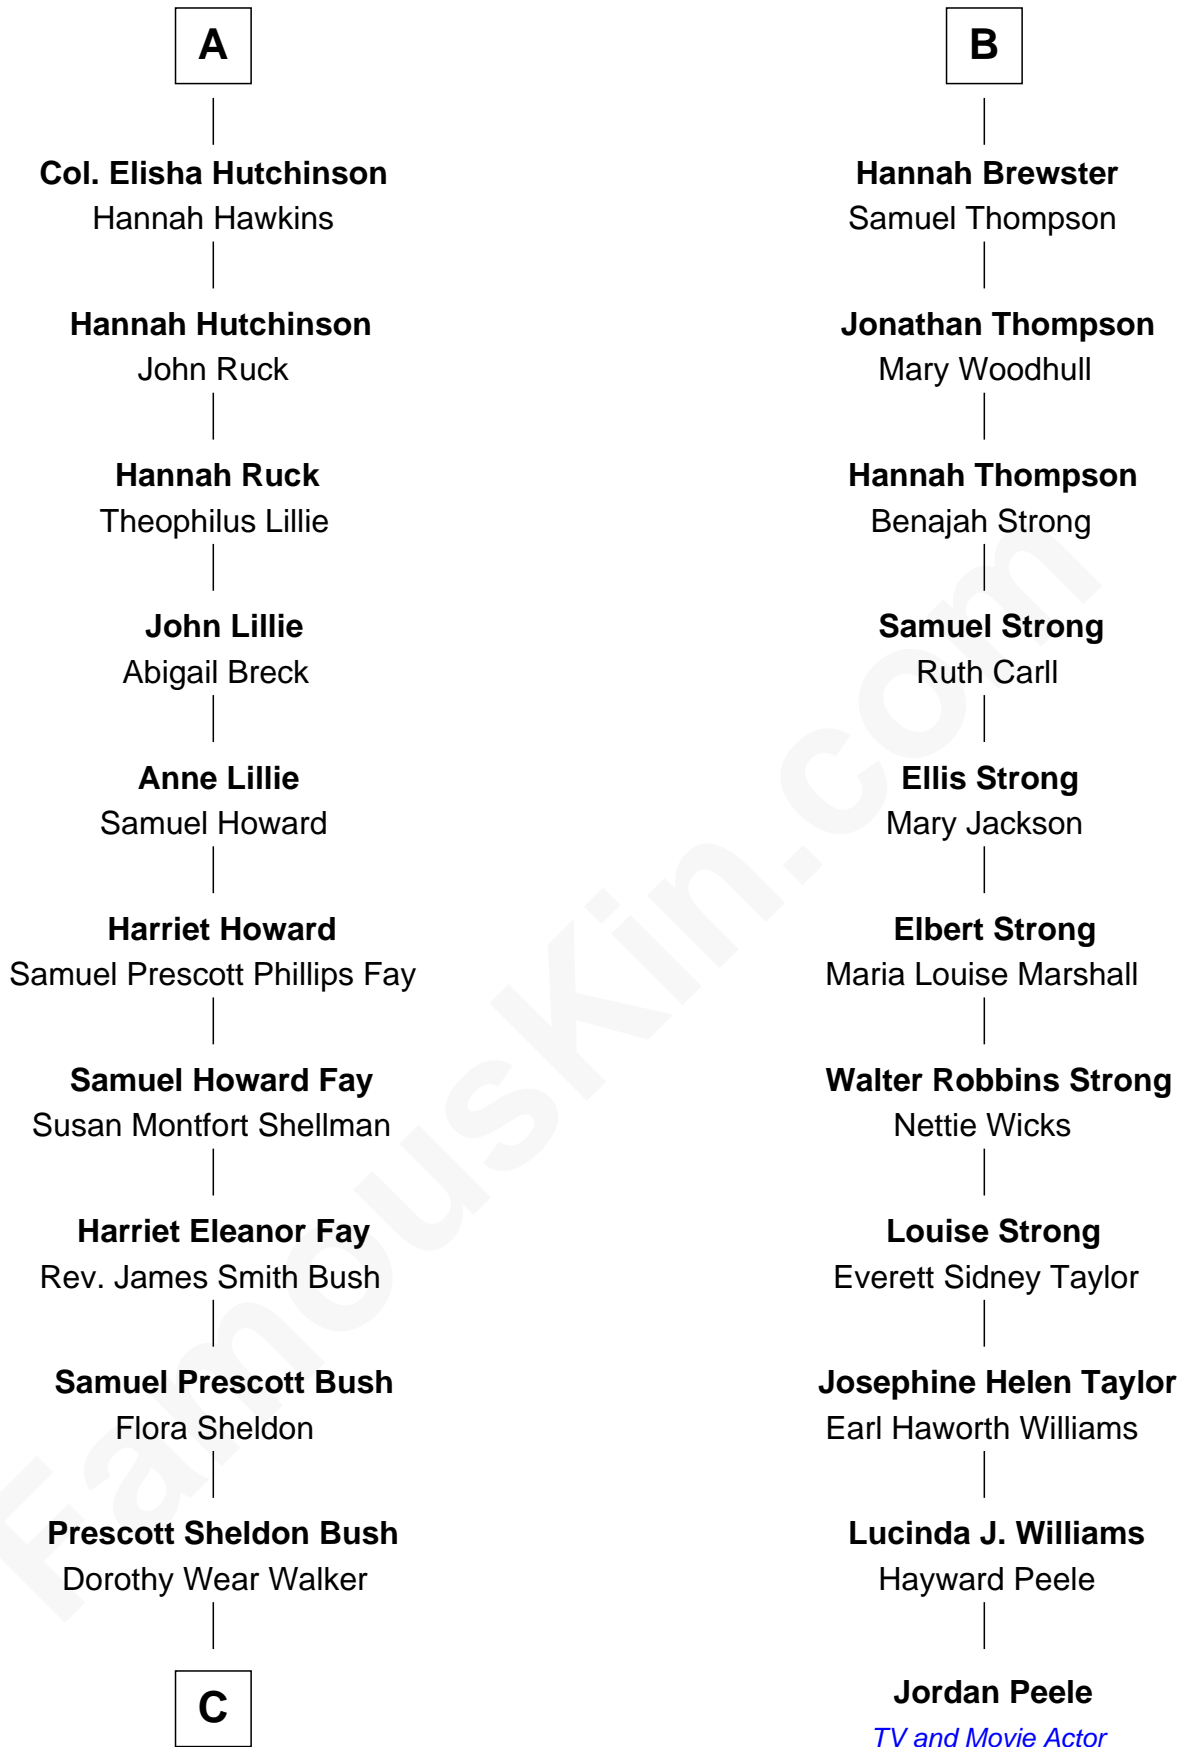 A
Col. Elisha Hutchinson
Hannah Hawkins
Hannah Hutchinson
John Ruck
Hannah Ruck
Theophilus Lillie
John Lillie
Abigail Breck
Anne Lillie
Samuel Howard
Harriet Howard
Samuel Prescott Phillips Fay
Samuel Howard Fay
Susan Montfort Shellman
Harriet Eleanor Fay
Rev. James Smith Bush
Samuel Prescott Bush
Flora Sheldon
Prescott Sheldon Bush
Dorothy Wear Walker
C
B
Hannah Brewster
Samuel Thompson
Jonathan Thompson
Mary Woodhull
Hannah Thompson
Benajah Strong
Samuel Strong
Ruth Carll
Ellis Strong
Mary Jackson
Elbert Strong
Maria Louise Marshall
Walter Robbins Strong
Nettie Wicks
Louise Strong
Everett Sidney Taylor
Josephine Helen Taylor
Earl Haworth Williams
Lucinda J. Williams
Hayward Peele
Jordan Peele
TV and Movie Actor
FamousKin.com